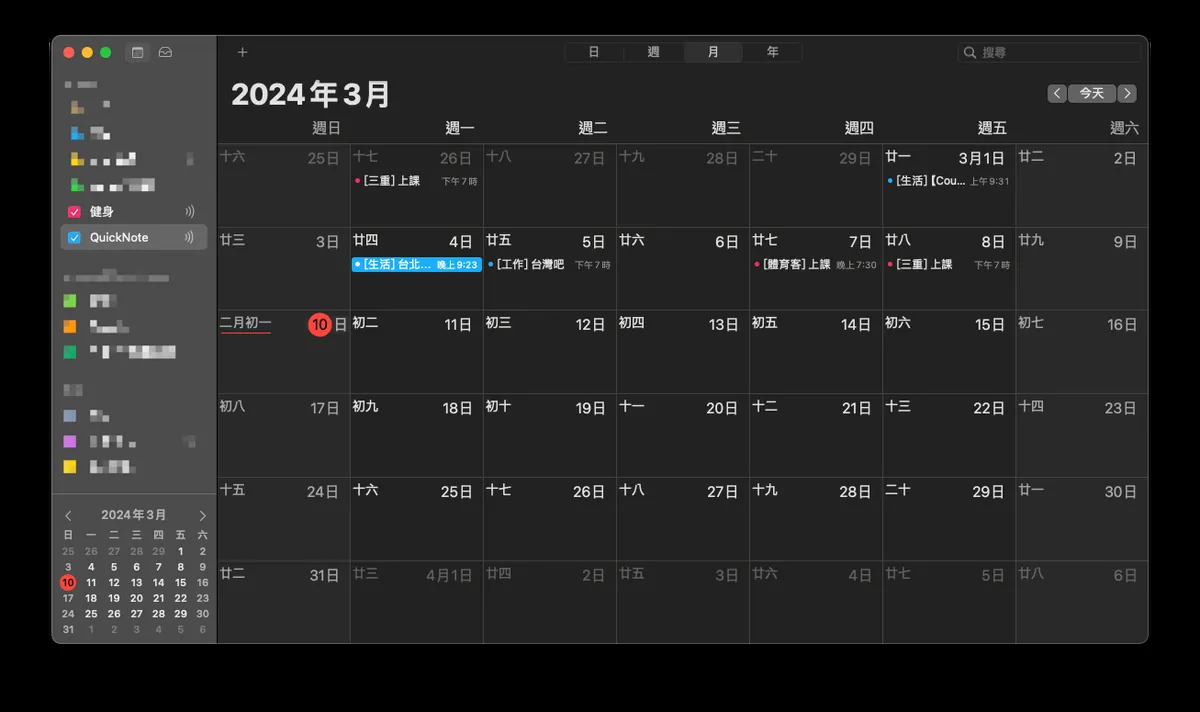 日 週 月 年
搜尋
2024年3月
今天
週日 週一 週二 週三 週四 週五 週六
十六 25日 十七 26日 十八 27日 十九 28日 二十 29日 廿一 3月1日 廿二 2日
[三重] 上課 下午7時 [生活]【Cou... 上午9:31
廿三 3日 廿四 4日 廿五 5日 廿六 6日 廿七 7日 廿八 8日 廿九 9日
[生活] 台北... 晚上9:23 [工作] 台灣吧 下午7時 [體育客] 上課 晚上7:30 [三重] 上課 下午7時
二月初一 10日 初二 11日 初三 12日 初四 13日 初五 14日 初六 15日 初七 16日
初八 17日 初九 18日 初十 19日 十一 20日 十二 21日 十三 22日 十四 23日
十五 24日 十六 25日 十七 26日 十八 27日 十九 28日 二十 29日 廿一 30日
廿二 31日 廿三 4月1日 廿四 2日 廿五 3日 廿六 4日 廿七 5日 廿八 6日
健身
QuickNote
2024年3月
日 一 二 三 四 五 六
25 26 27 28 29 1 2
3 4 5 6 7 8 9
10 11 12 13 14 15 16
17 18 19 20 21 22 23
24 25 26 27 28 29 30
31 1 2 3 4 5 6